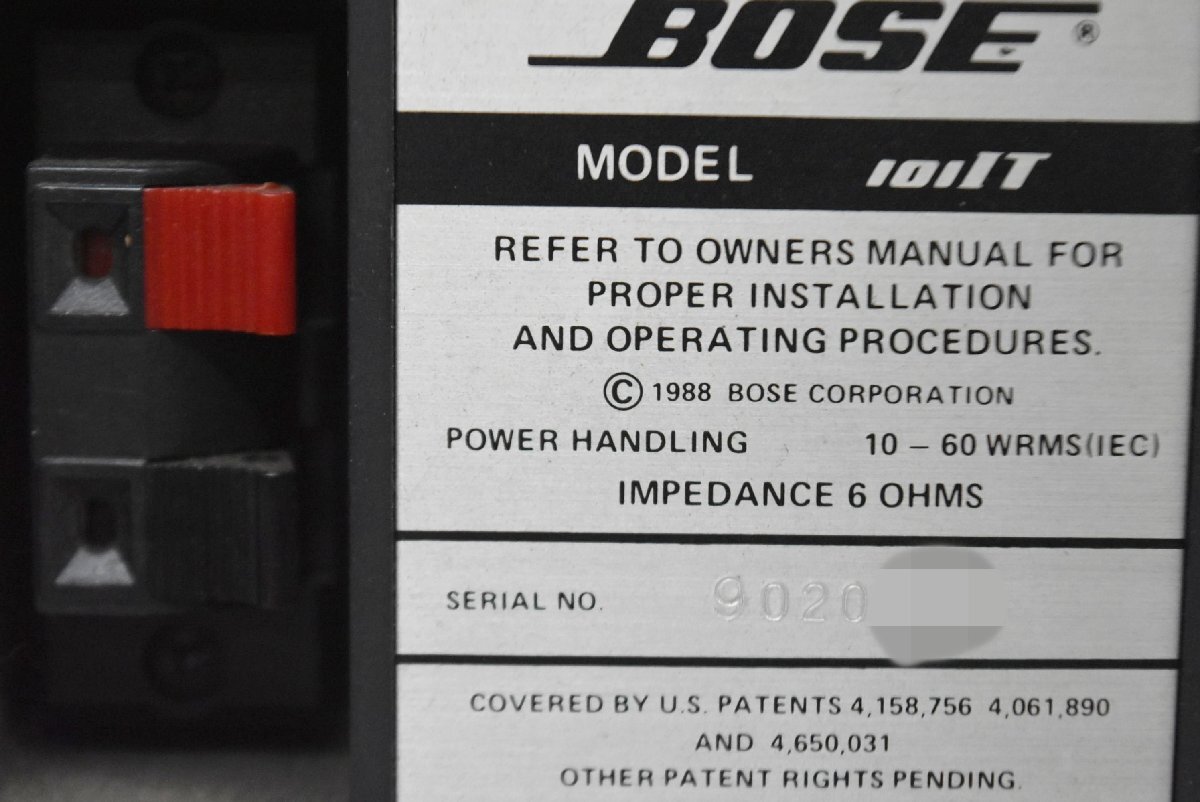 BOSE®
MODEL 101IT
REFER TO OWNERS MANUAL FOR
PROPER INSTALLATION
AND OPERATING PROCEDURES.
© 1988 BOSE CORPORATION
POWER HANDLING 10 – 60 WRMS(IEC)
IMPEDANCE 6 OHMS
SERIAL NO. 9020
COVERED BY U.S. PATENTS 4,158,756 4,061,890
AND 4,650,031
OTHER PATENT RIGHTS PENDING.